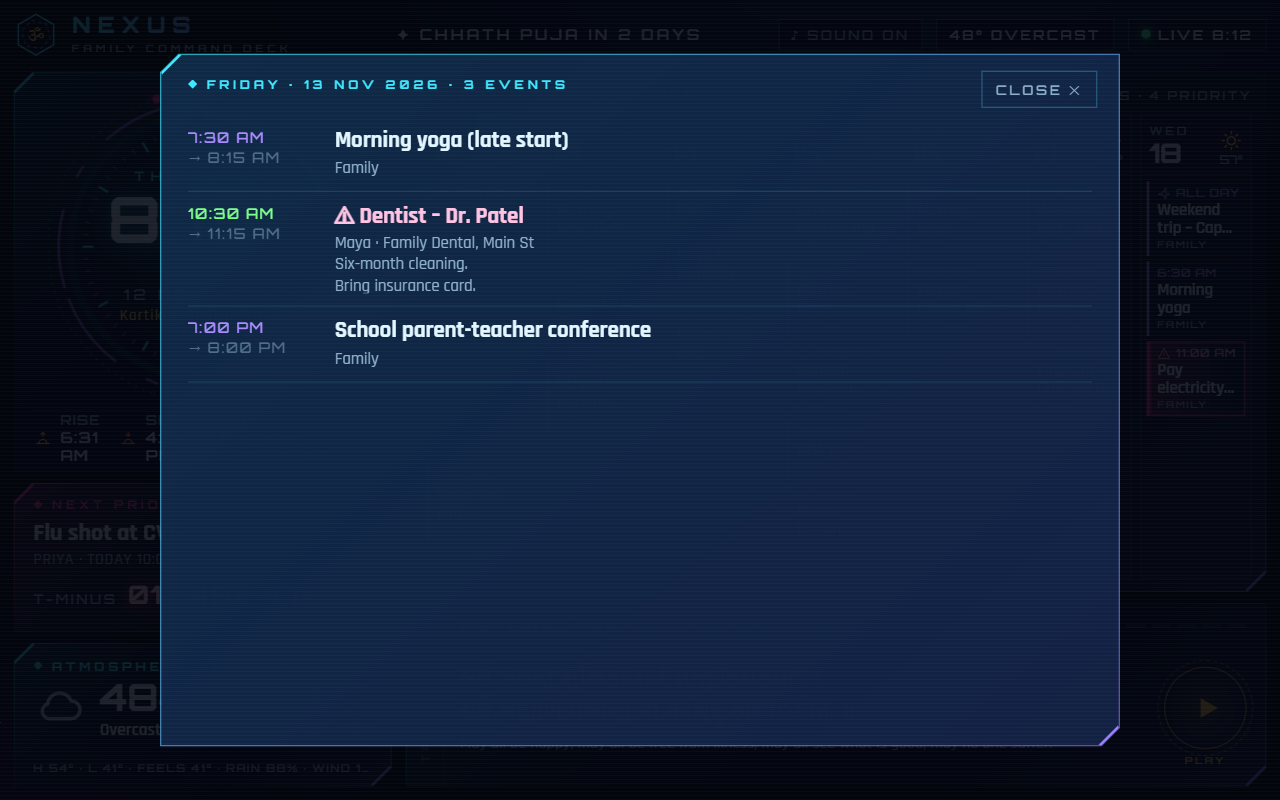 ॐ
NEXUS
FAMILY COMMAND DECK
✦ CHHATH PUJA IN 2 DAYS
♪ SOUND ON
48° OVERCAST
LIVE 8:12
◆ FRIDAY · 13 NOV 2026 · 3 EVENTS
CLOSE ×
7:30 AM
→ 8:15 AM
Morning yoga (late start)
Family
10:30 AM
→ 11:15 AM
⚠ Dentist – Dr. Patel
Maya · Family Dental, Main St
Six-month cleaning.
Bring insurance card.
7:00 PM
→ 8:00 PM
School parent-teacher conference
Family
· 4 PRIORITY
WED
18
57°
ALL DAY
Weekend
trip – Cap…
FAMILY
6:30 AM
Morning
yoga
FAMILY
⚠ 11:00 AM
Pay
electricity…
FAMILY
RISE
6:31
AM
Flu shot at
PRIYA · TODAY
T-MINUS
48
Overcast
H 54° · L 41° · FEELS 41° · RAIN 88% · WIND 1…
PLAY